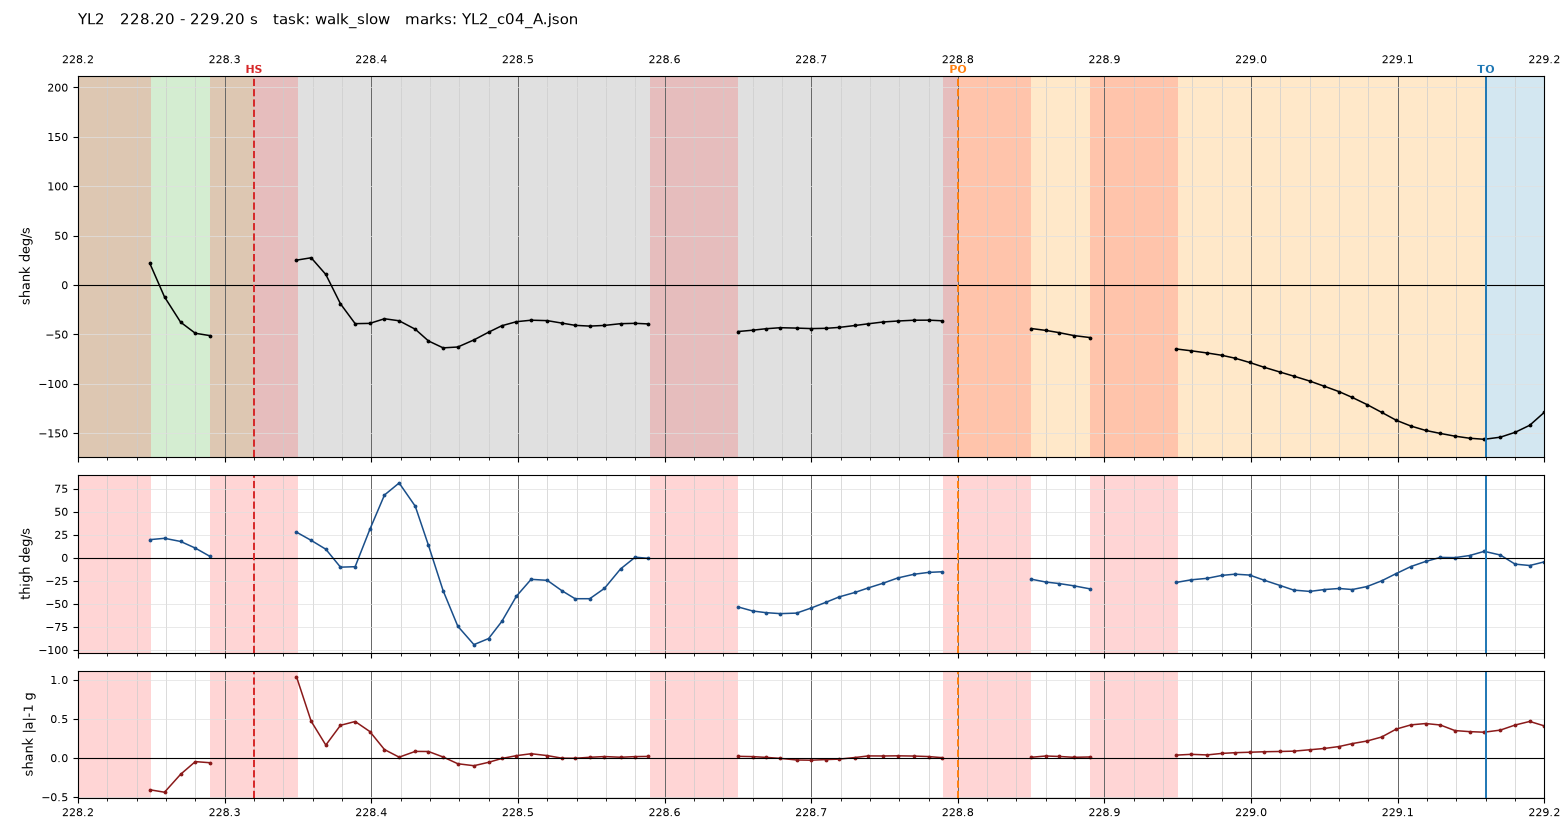 YL2 228.20 - 229.20 s task: walk_slow marks: YL2_c04_A.json
228.2 228.3 228.4 228.5 228.6 228.7 228.8 228.9 229.0 229.1 229.2
HS PO TO
shank deg/s
200
150
100
50
0
−50
−100
−150
thigh deg/s
75
50
25
0
−25
−50
−75
−100
shank |a|-1 g
1.0
0.5
0.0
−0.5
228.2 228.3 228.4 228.5 228.6 228.7 228.8 228.9 229.0 229.1 229.2